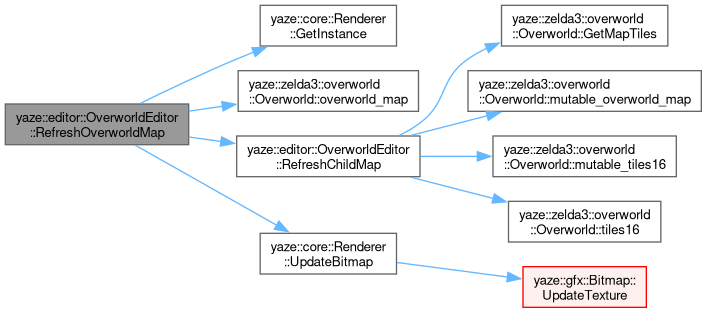 yaze::editor::OverworldEditor
::RefreshOverworldMap
yaze::core::Renderer
::GetInstance
yaze::zelda3::overworld
::Overworld::overworld_map
yaze::editor::OverworldEditor
::RefreshChildMap
yaze::core::Renderer
::UpdateBitmap
yaze::zelda3::overworld
::Overworld::GetMapTiles
yaze::zelda3::overworld
::Overworld::mutable_overworld_map
yaze::zelda3::overworld
::Overworld::mutable_tiles16
yaze::zelda3::overworld
::Overworld::tiles16
yaze::gfx::Bitmap::
UpdateTexture